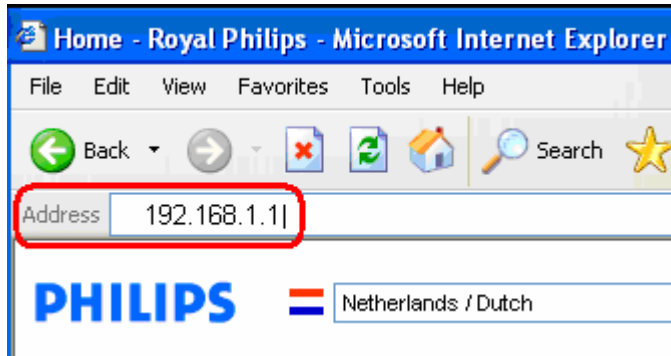 Home - Royal Philips - Microsoft Internet Explorer
File Edit View Favorites Tools Help
Back Search
Address 192.168.1.1
PHILIPS Netherlands / Dutch